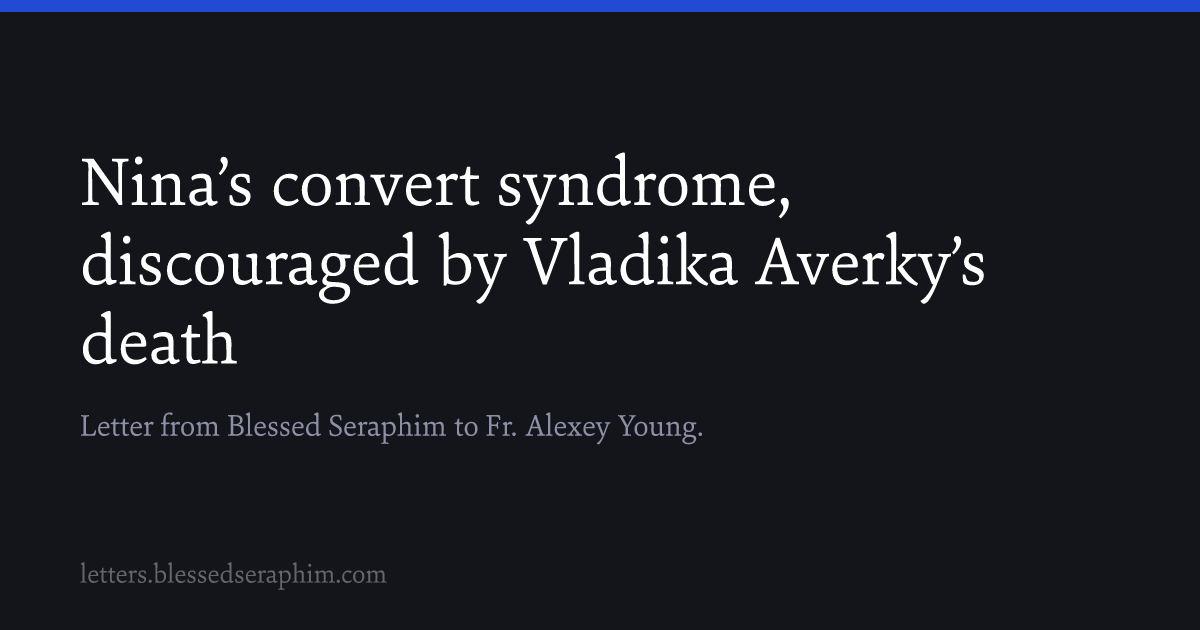 Nina’s convert syndrome,
discouraged by Vladika Averky’s
death
Letter from Blessed Seraphim to Fr. Alexey Young.
letters.blessedseraphim.com